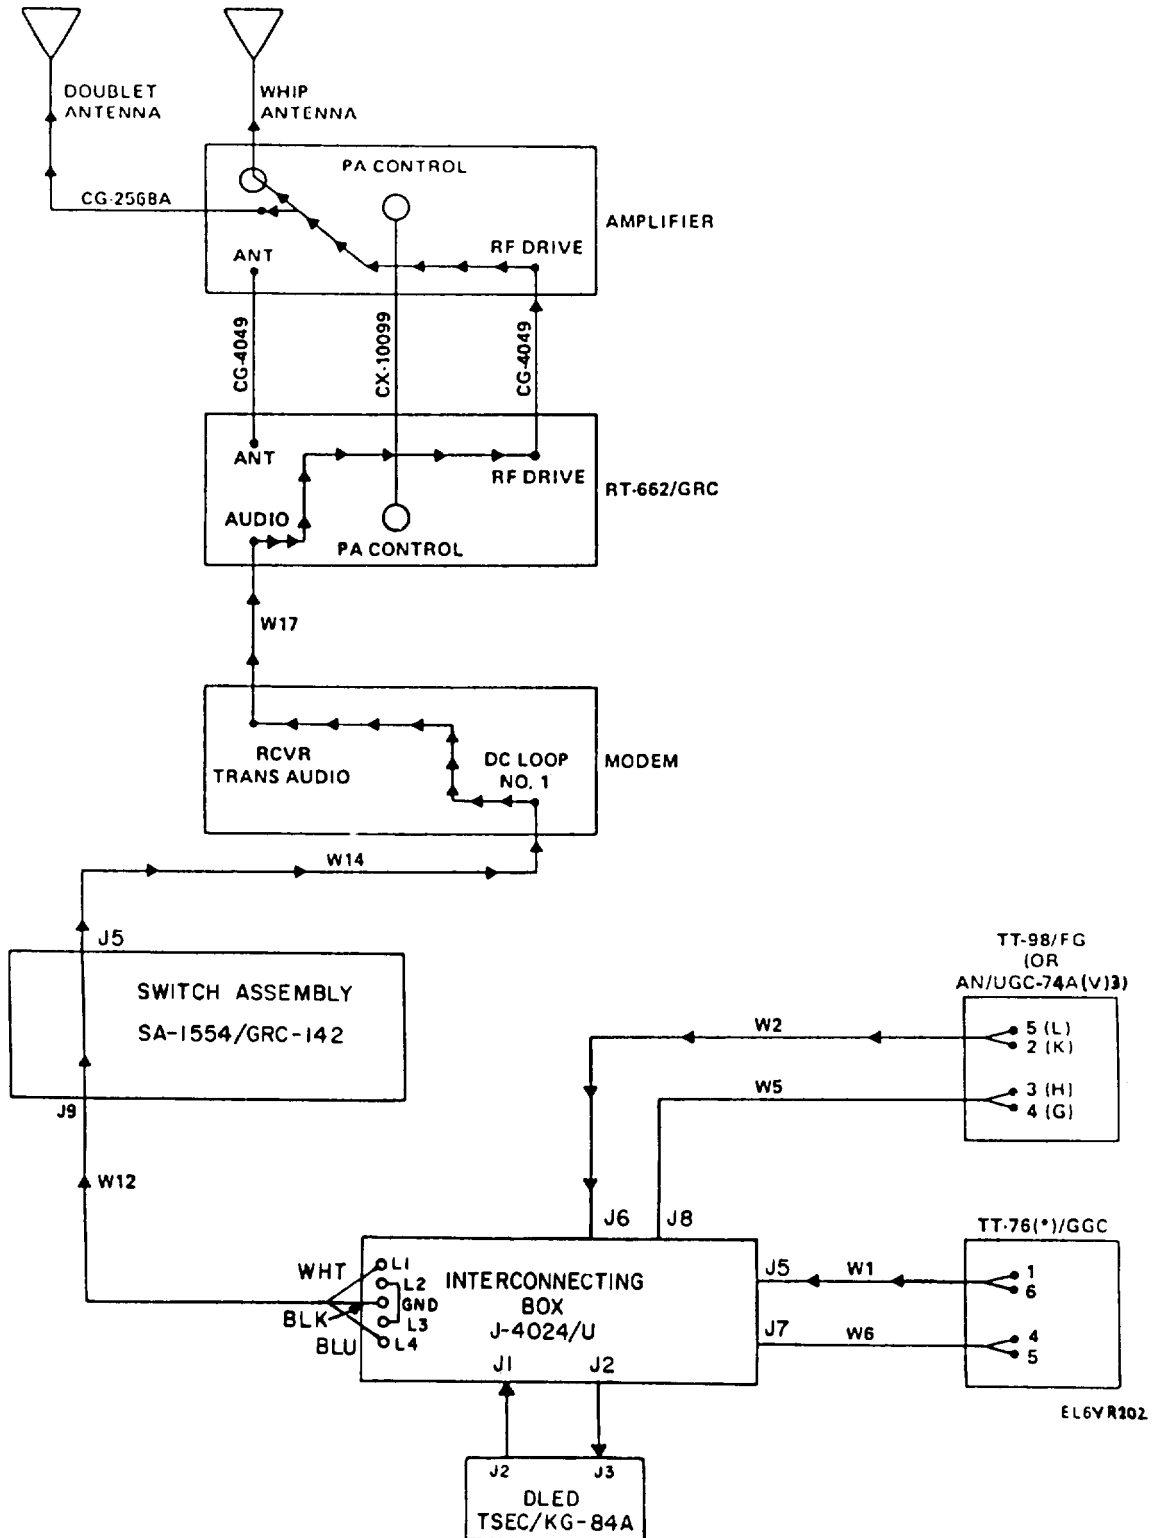 DOUBLET
ANTENNA
WHIP
ANTENNA
PA CONTROL
CG-2568A
AMPLIFIER
RF DRIVE
ANT
CG-4049
CX-10099
CG-4049
ANT
RF DRIVE
RT-662/GRC
AUDIO
PA CONTROL
W17
RCVR
TRANS AUDIO
DC LOOP
NO. 1
MODEM
W14
J5
SWITCH ASSEMBLY
SA-1554/GRC-142
J9
W12
TT-98/FG
(OR
AN/UGC-74A(V)3)
W2
5 (L)
2 (K)
W5
3 (H)
4 (G)
J6
J8
TT-76(*)/GGC
WHT
L1
L2
GND
BLK
L3
BLU
L4
INTERCONNECTING
BOX
J-4024/U
J5
W1
1
6
J7
W6
4
5
J1
J2
EL6VR202
J2
J3
DLED
TSEC/KG-84A